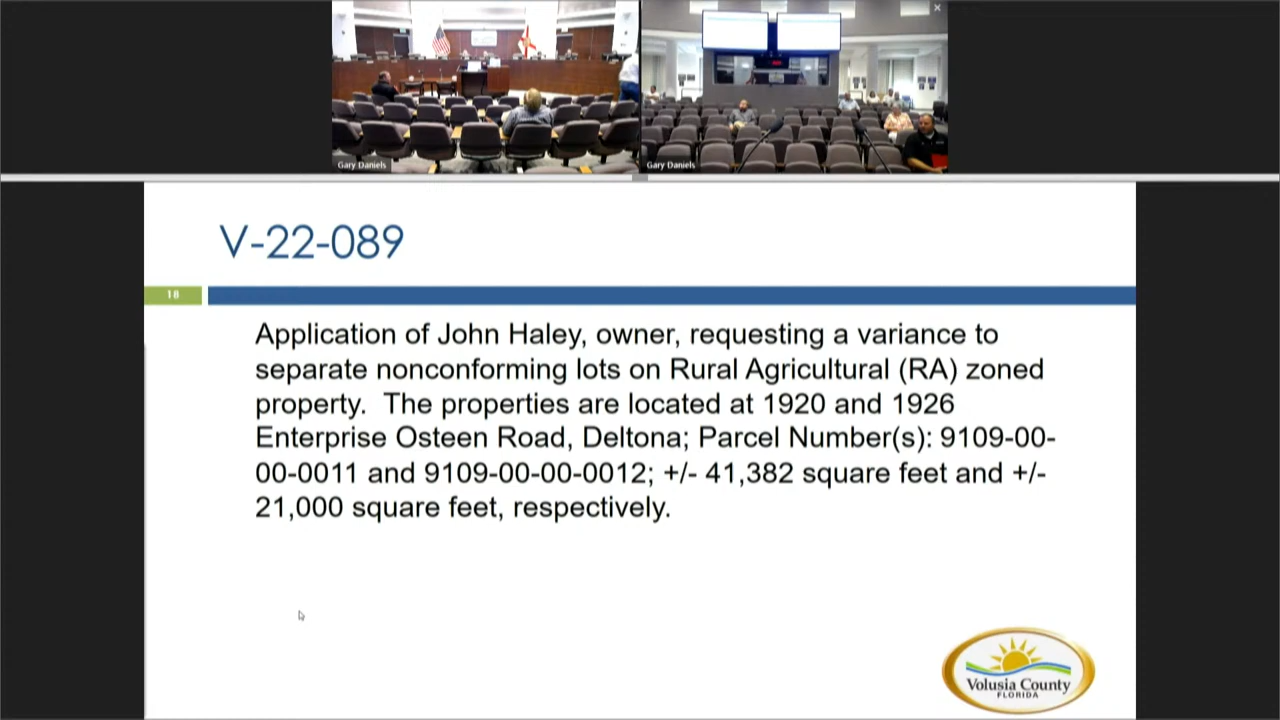 Gary Daniels
Gary Daniels
V-22-089
18
Application of John Haley, owner, requesting a variance to
separate nonconforming lots on Rural Agricultural (RA) zoned
property.  The properties are located at 1920 and 1926
Enterprise Osteen Road, Deltona; Parcel Number(s): 9109-00-
00-0011 and 9109-00-00-0012; +/- 41,382 square feet and +/-
21,000 square feet, respectively.
Volusia County
FLORIDA